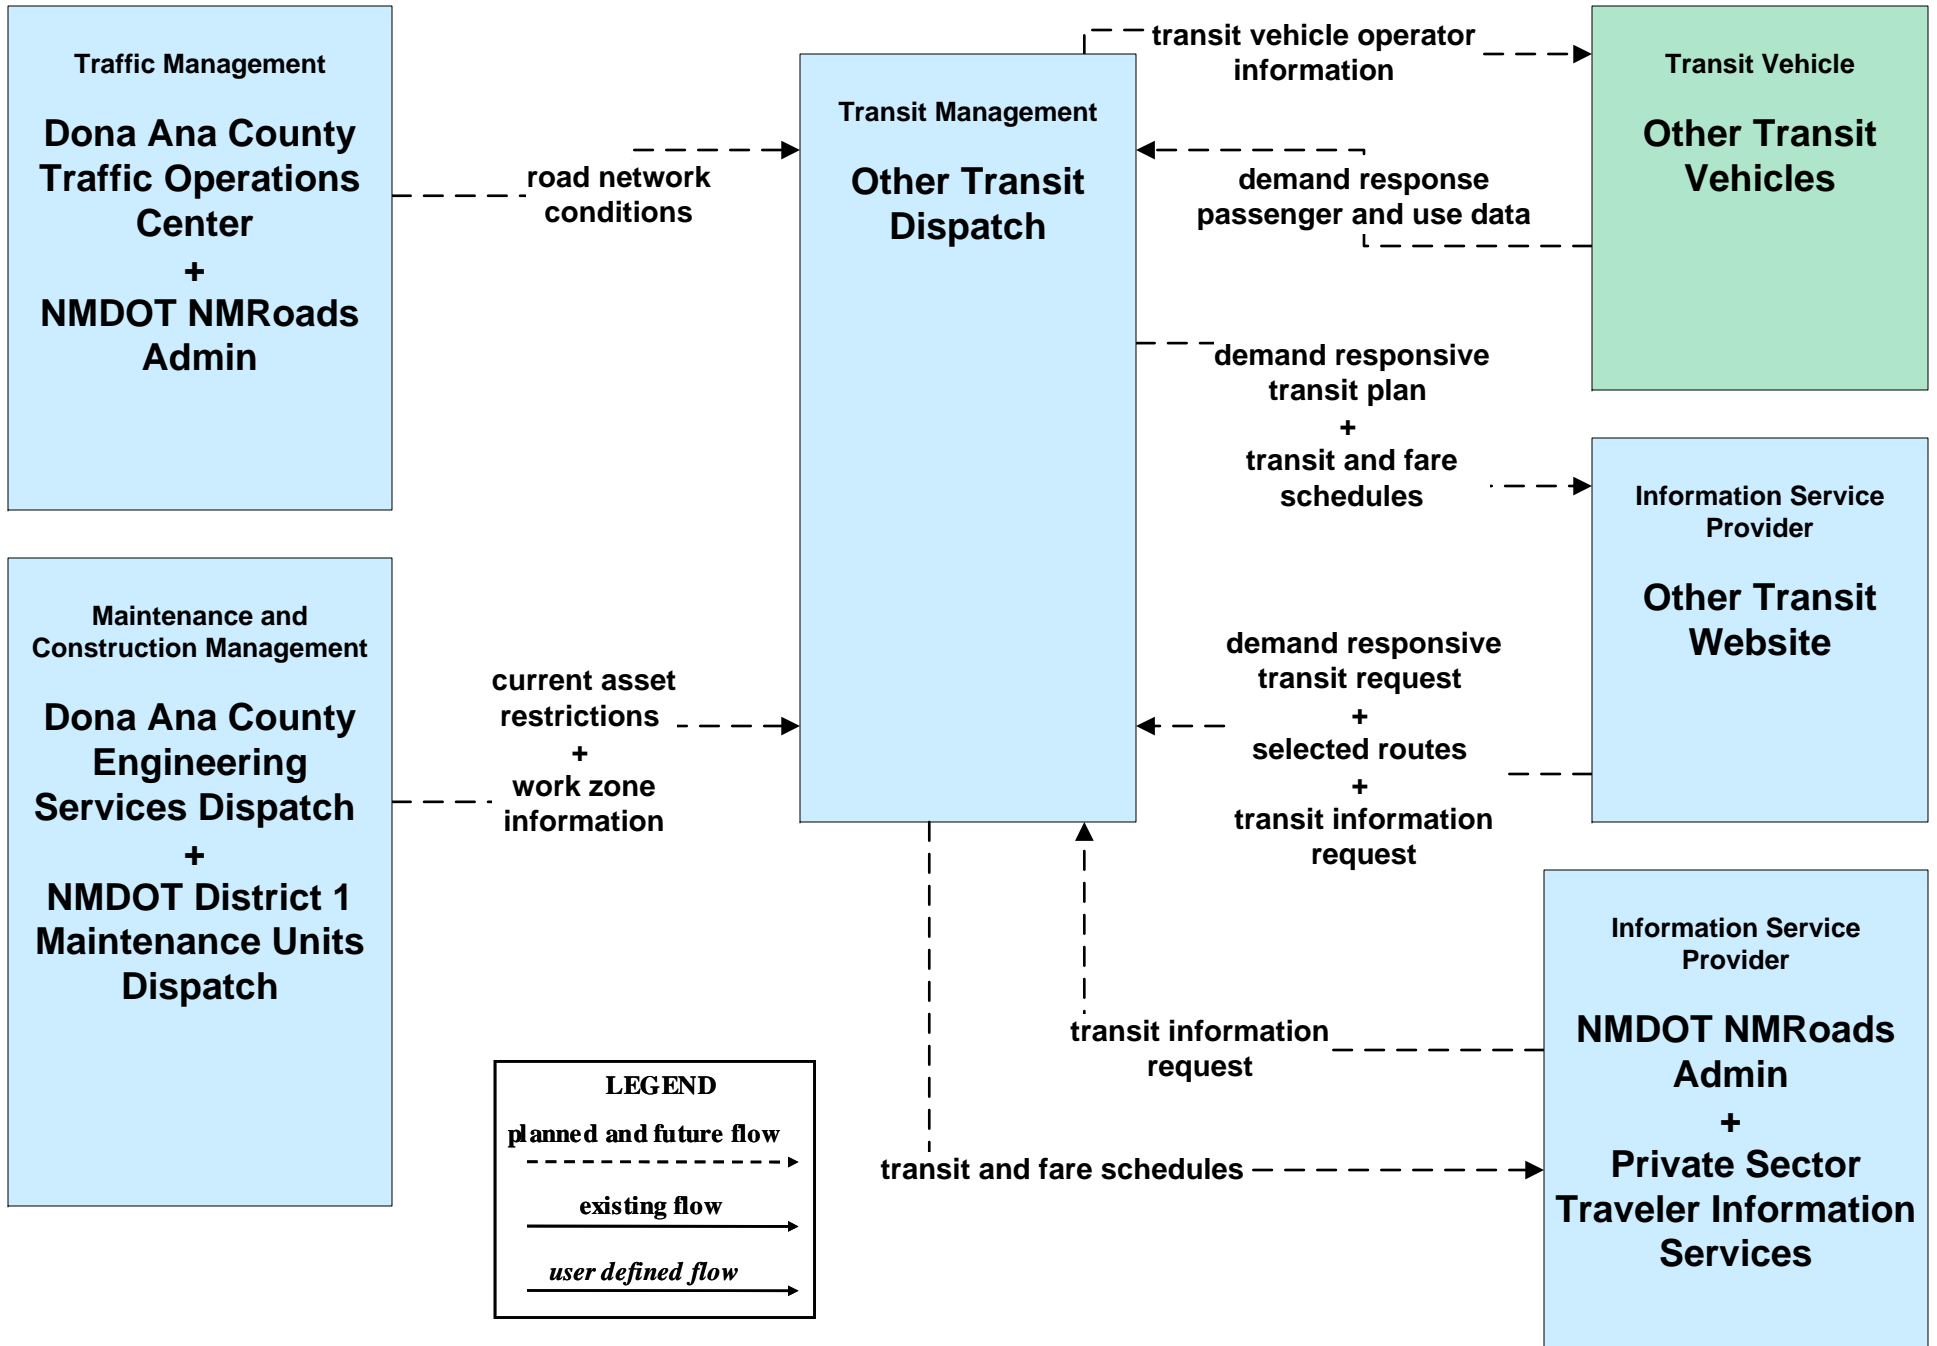 Traffic Management
Dona Ana County
Traffic Operations
Center
+
NMDOT NMRoads
Admin
road network
conditions
Transit Management
Other Transit
Dispatch
transit vehicle operator
information
Transit Vehicle
Other Transit
Vehicles
demand response
passenger and use data
demand responsive
transit plan
+
transit and fare
schedules
Information Service
Provider
Other Transit
Website
Maintenance and
Construction Management
Dona Ana County
Engineering
Services Dispatch
+
NMDOT District 1
Maintenance Units
Dispatch
current asset
restrictions
+
work zone
information
demand responsive
transit request
+
selected routes
+
transit information
request
Information Service
Provider
NMDOT NMRoads
Admin
+
Private Sector
Traveler Information
Services
transit information
request
transit and fare schedules
LEGEND
planned and future flow
existing flow
user defined flow